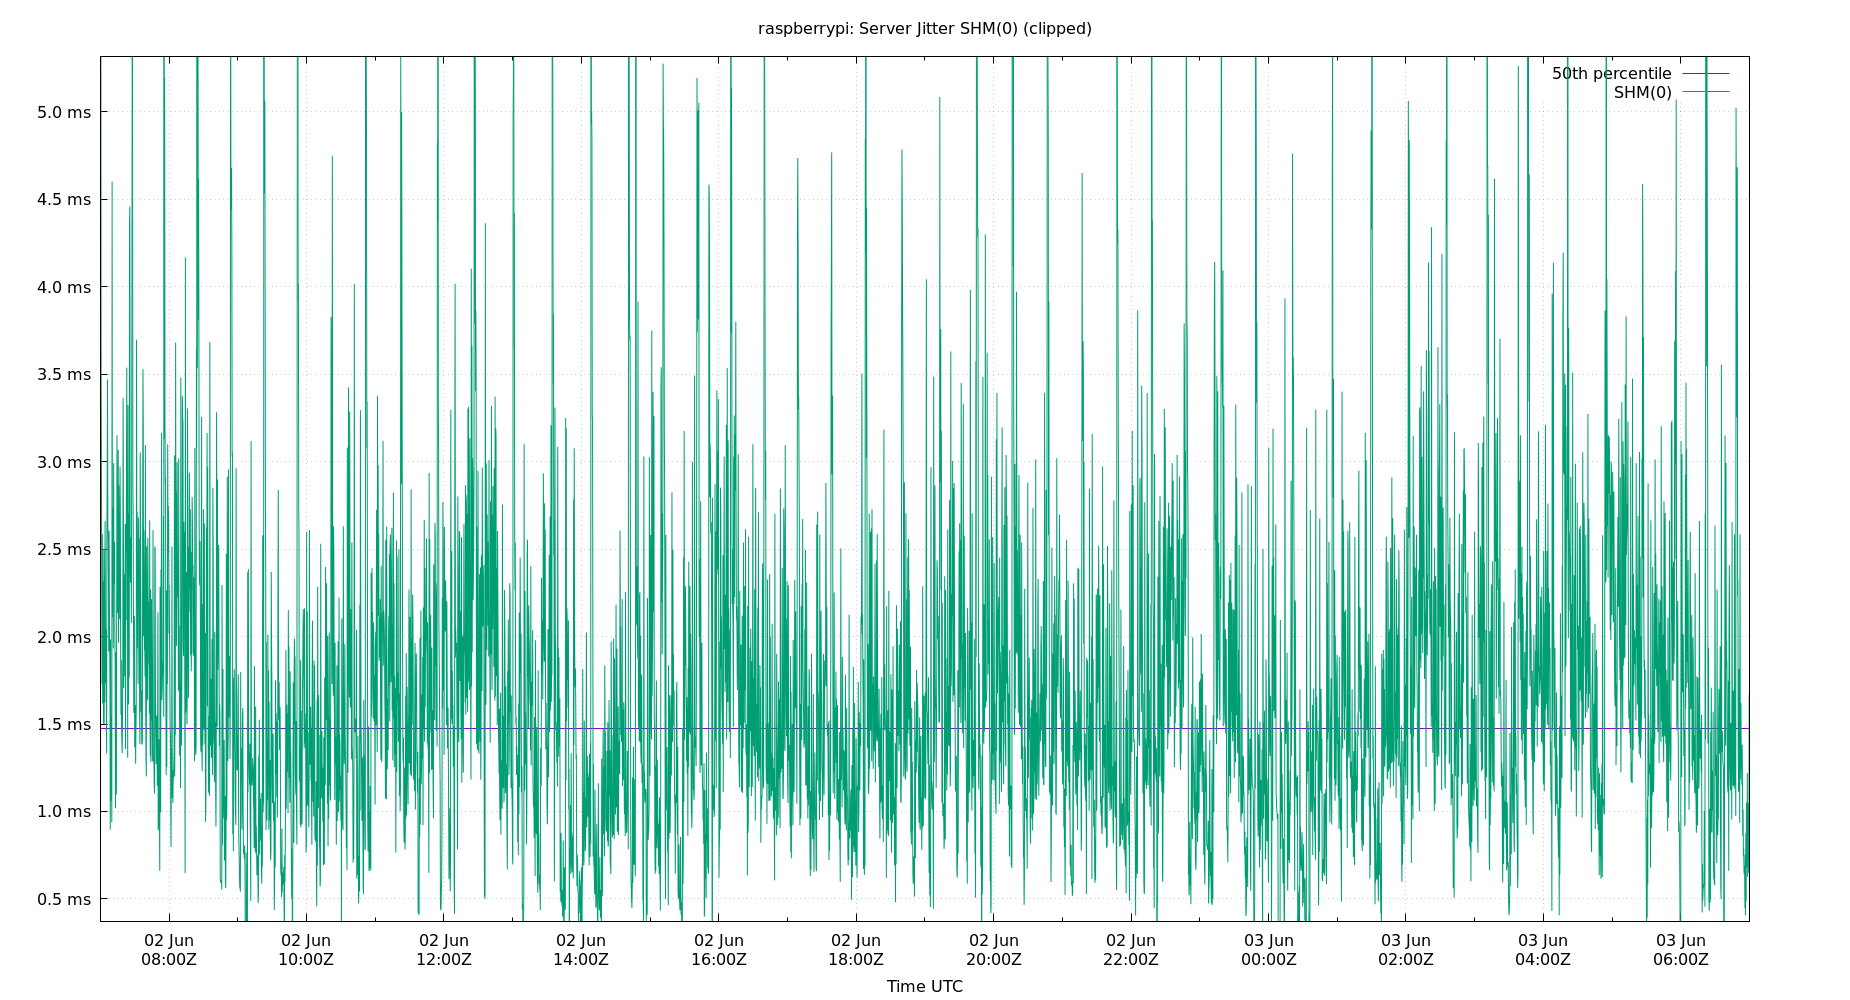 raspberrypi: Server Jitter SHM(0) (clipped)
50th percentile
SHM(0)
5.0 ms
4.5 ms
4.0 ms
3.5 ms
3.0 ms
2.5 ms
2.0 ms
1.5 ms
1.0 ms
0.5 ms
02 Jun 02 Jun 02 Jun 02 Jun 02 Jun 02 Jun 02 Jun 02 Jun 03 Jun 03 Jun 03 Jun 03 Jun
08:00Z 10:00Z 12:00Z 14:00Z 16:00Z 18:00Z 20:00Z 22:00Z 00:00Z 02:00Z 04:00Z 06:00Z
Time UTC